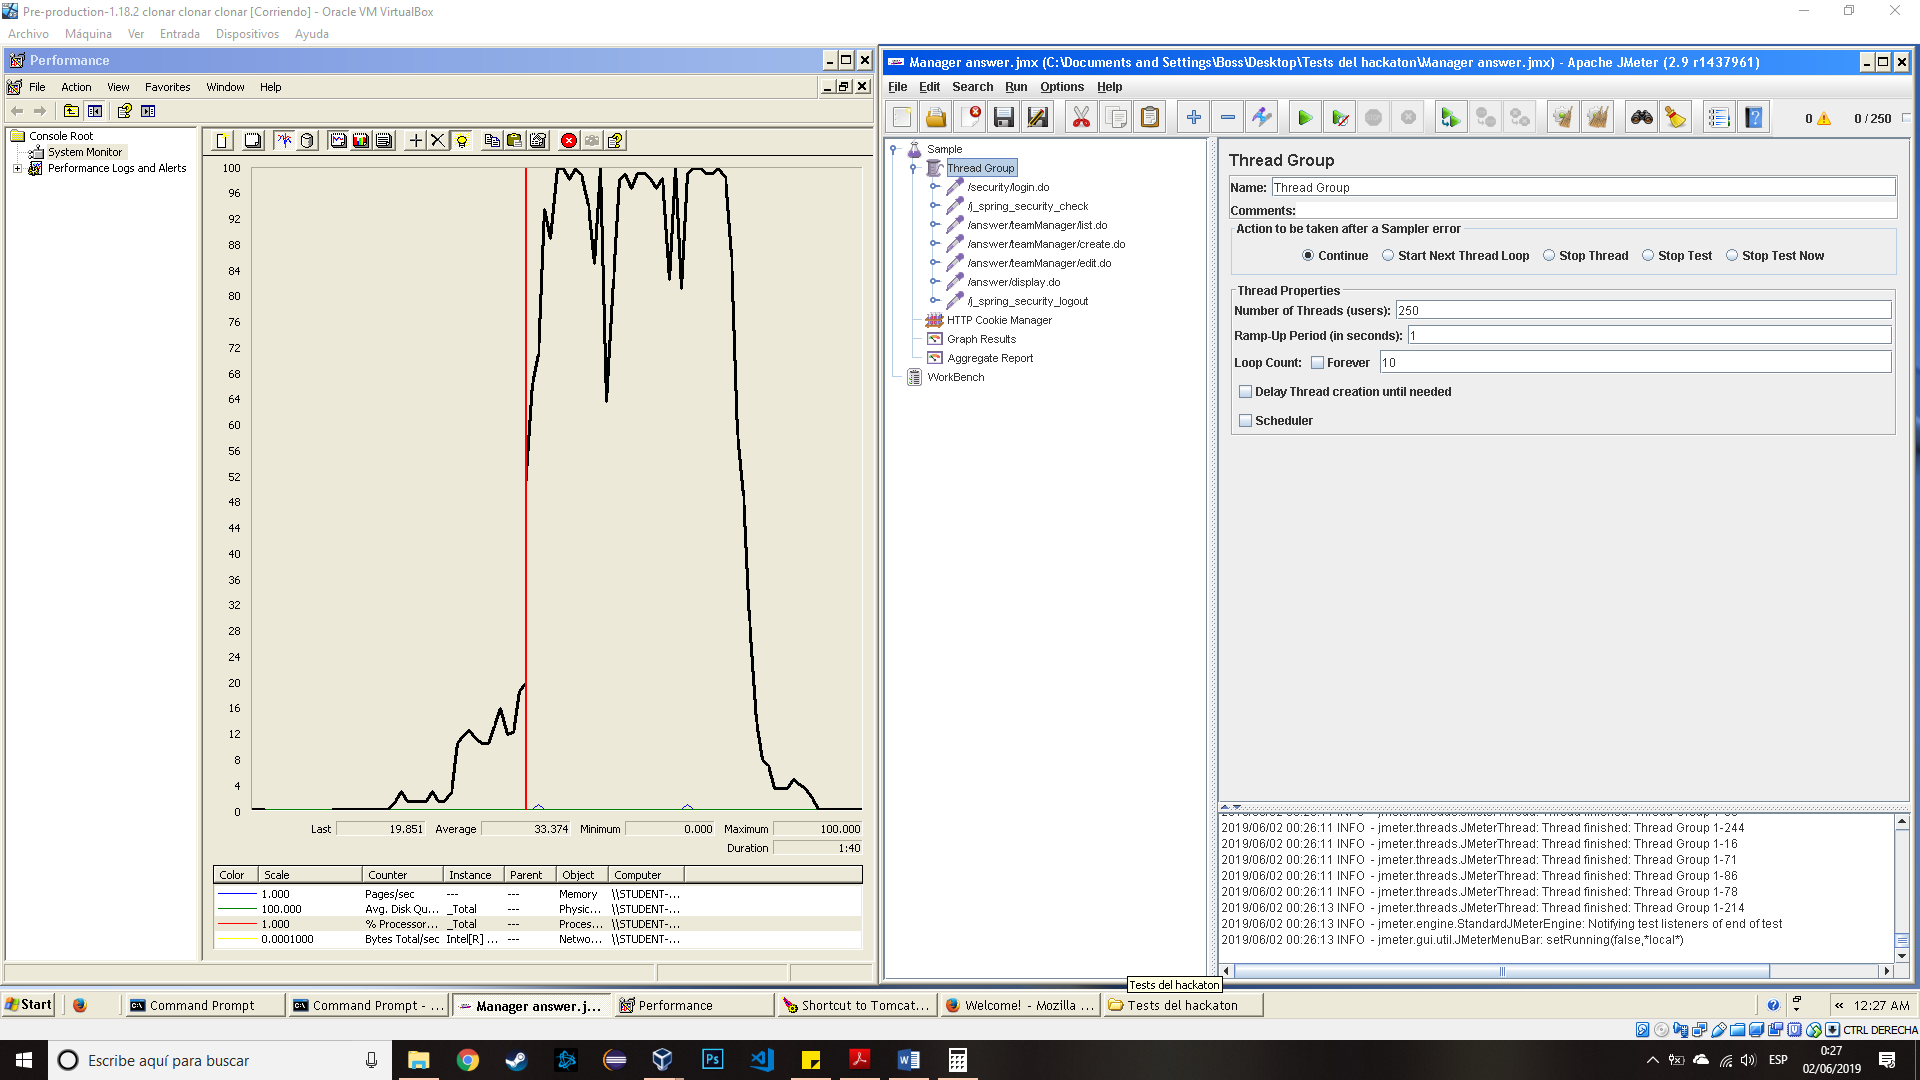 Pre-production-1.18.2 clonar clonar clonar [Corriendo] - Oracle VM VirtualBox
Archivo Máquina Ver Entrada Dispositivos Ayuda
Performance
File Action View Favorites Window Help
Console Root
System Monitor
Performance Logs and Alerts
100
96
92
88
84
80
76
72
68
64
60
56
52
48
44
40
36
32
28
24
20
16
12
8
4
0
Last 19.851 Average 33.374 Minimum 0.000 Maximum 100.000
Duration 1:40
Color Scale Counter Instance Parent Object Computer
1.000 Pages/sec --- --- Memory \\STUDENT-...
100.000 Avg. Disk Qu... _Total --- Physic... \\STUDENT-...
1.000 % Processor... _Total --- Proces... \\STUDENT-...
0.0001000 Bytes Total/sec Intel[R] ... --- Netwo... \\STUDENT-...
Manager answer.jmx (C:\Documents and Settings\Boss\Desktop\Tests del hackaton\Manager answer.jmx) - Apache JMeter (2.9 r1437961)
File Edit Search Run Options Help
0 0 / 250
Sample
Thread Group
/security/login.do
/j_spring_security_check
/answer/teamManager/list.do
/answer/teamManager/create.do
/answer/teamManager/edit.do
/answer/display.do
/j_spring_security_logout
HTTP Cookie Manager
Graph Results
Aggregate Report
WorkBench
Thread Group
Name: Thread Group
Comments:
Action to be taken after a Sampler error
Continue Start Next Thread Loop Stop Thread Stop Test Stop Test Now
Thread Properties
Number of Threads (users): 250
Ramp-Up Period (in seconds): 1
Loop Count: Forever 10
Delay Thread creation until needed
Scheduler
2019/06/02 00:26:11 INFO - jmeter.threads.JMeterThread: Thread finished: Thread Group 1-244
2019/06/02 00:26:11 INFO - jmeter.threads.JMeterThread: Thread finished: Thread Group 1-16
2019/06/02 00:26:11 INFO - jmeter.threads.JMeterThread: Thread finished: Thread Group 1-71
2019/06/02 00:26:11 INFO - jmeter.threads.JMeterThread: Thread finished: Thread Group 1-86
2019/06/02 00:26:11 INFO - jmeter.threads.JMeterThread: Thread finished: Thread Group 1-78
2019/06/02 00:26:13 INFO - jmeter.threads.JMeterThread: Thread finished: Thread Group 1-214
2019/06/02 00:26:13 INFO - jmeter.engine.StandardJMeterEngine: Notifying test listeners of end of test
2019/06/02 00:26:13 INFO - jmeter.gui.util.JMeterMenuBar: setRunning(false,*local*)
Tests del hackaton
Start Command Prompt Command Prompt - ... Manager answer.j... Performance Shortcut to Tomcat... Welcome! - Mozilla ... Tests del hackaton « 12:27 AM
CTRL DERECHA
Escribe aquí para buscar
ESP
0:27
02/06/2019